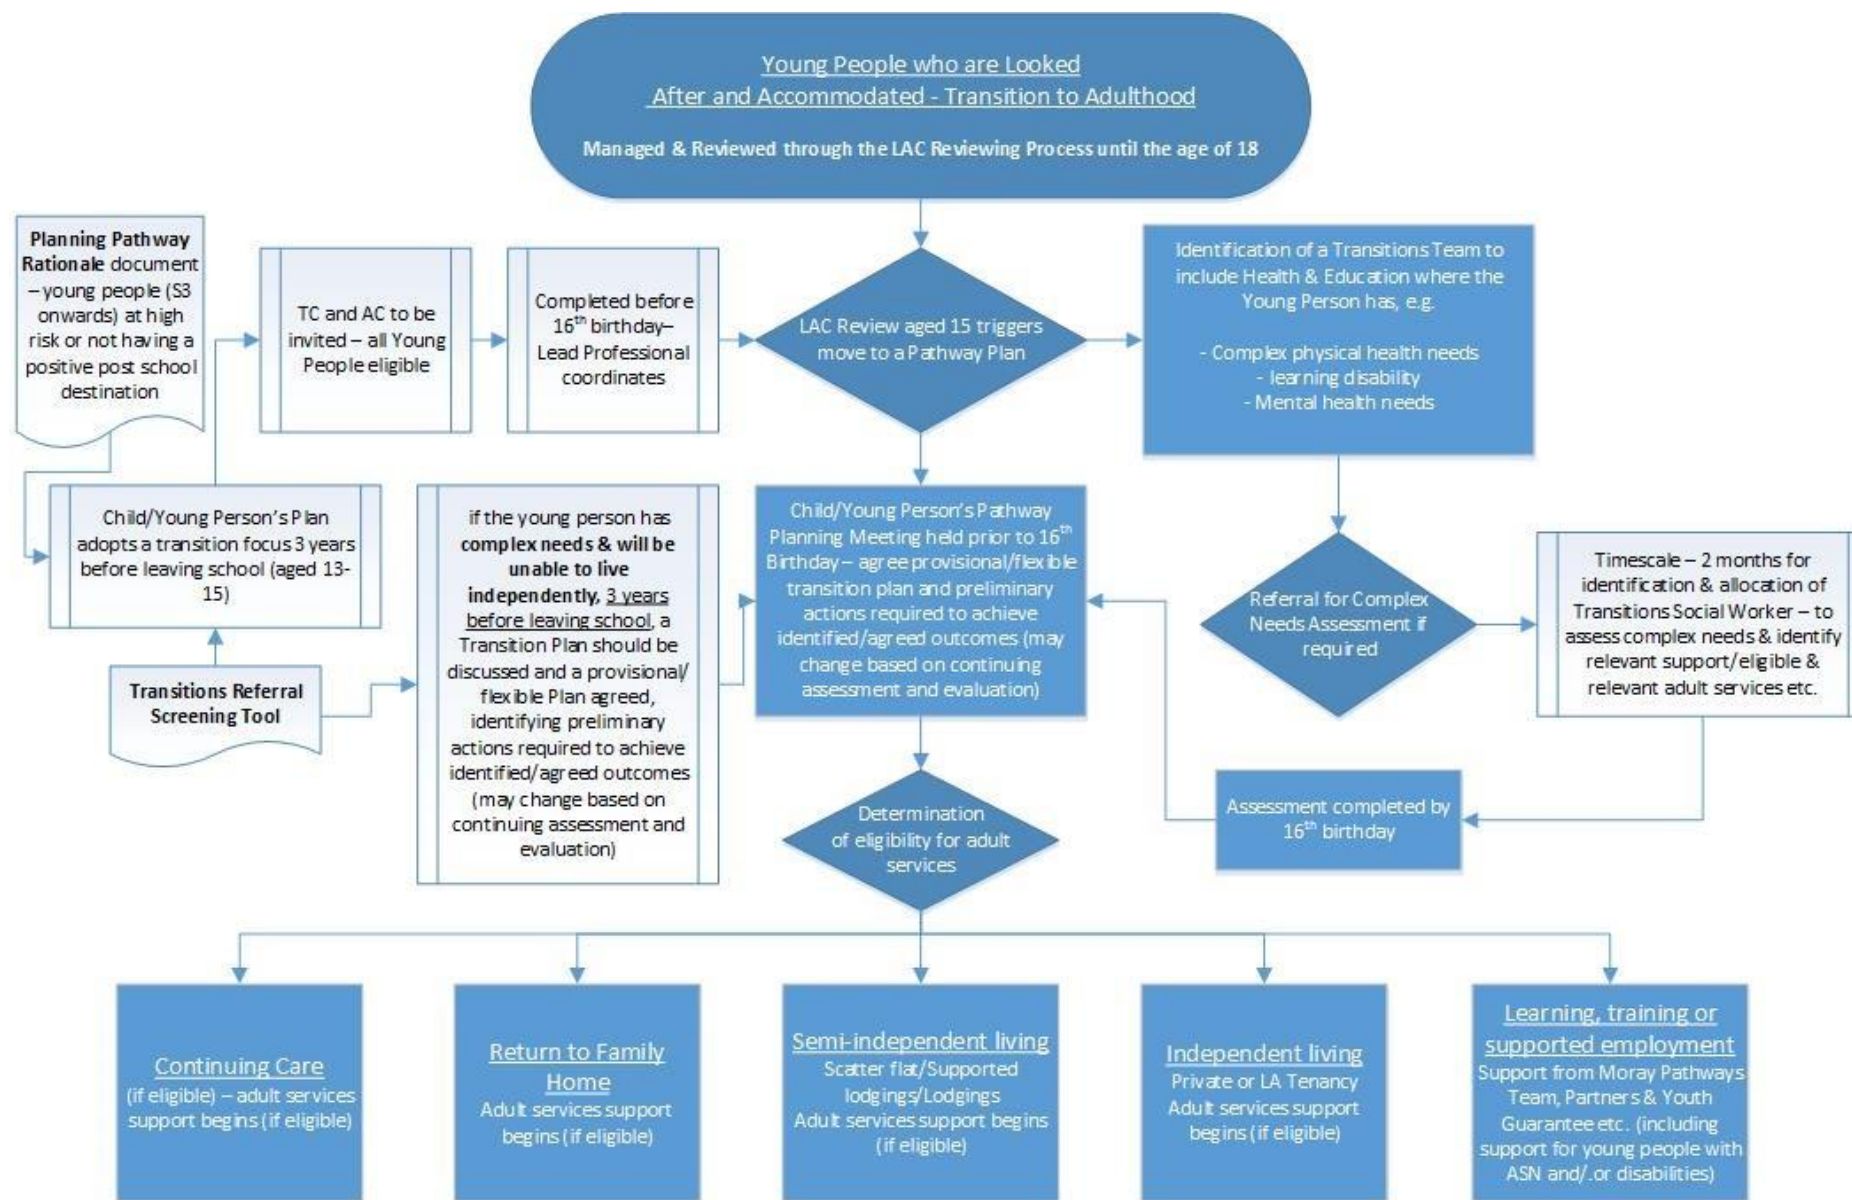 Young People who are Looked
After and Accommodated - Transition to Adulthood
Managed & Reviewed through the LAC Reviewing Process until the age of 18
Planning Pathway
Rationale document
– young people (S3
onwards) at high
risk or not having a
positive post school
destination
TC and AC to be
invited – all Young
People eligible
Completed before
16th birthday–
Lead Professional
coordinates
LAC Review aged 15 triggers
move to a Pathway Plan
Identification of a Transitions Team to
include Health & Education where the
Young Person has, e.g.
- Complex physical health needs
- learning disability
- Mental health needs
Child/Young Person's Plan
adopts a transition focus 3 years
before leaving school (aged 13-
15)
Transitions Referral
Screening Tool
if the young person has
complex needs & will be
unable to live
independently, 3 years
before leaving school, a
Transition Plan should be
discussed and a provisional/
flexible Plan agreed,
identifying preliminary
actions required to achieve
identified/agreed outcomes
(may change based on
continuing assessment and
evaluation)
Child/Young Person's Pathway
Planning Meeting held prior to 16th
Birthday – agree provisional/flexible
transition plan and preliminary
actions required to achieve
identified/agreed outcomes (may
change based on continuing
assessment and evaluation)
Referral for Complex
Needs Assessment if
required
Timescale – 2 months for
identification & allocation of
Transitions Social Worker – to
assess complex needs & identify
relevant support/eligible &
relevant adult services etc.
Assessment completed by
16th birthday
Determination
of eligibility for adult
services
Continuing Care
(if eligible) – adult services
support begins (if eligible)
Return to Family
Home
Adult services support
begins (if eligible)
Semi-independent living
Scatter flat/Supported
lodgings/Lodgings
Adult services support begins
(if eligible)
Independent living
Private or LA Tenancy
Adult services support
begins (if eligible)
Learning, training or
supported employment
Support from Moray Pathways
Team, Partners & Youth
Guarantee etc. (including
support for young people with
ASN and/.or disabilities)